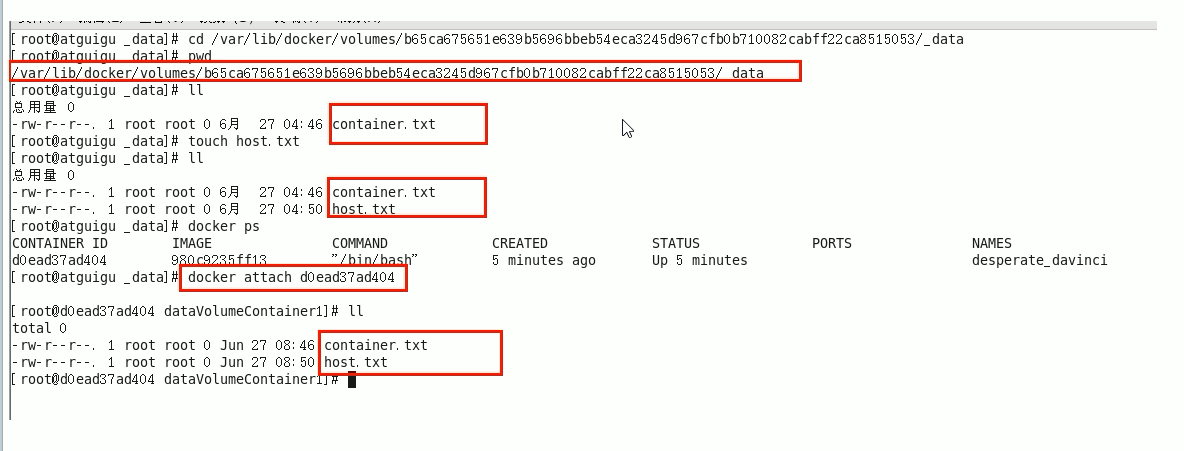 [root@atguigu _data]# cd /var/lib/docker/volumes/b65ca675651e639b5696bbeb54eca3245d967cfb0b710082cabff22ca8515053/_data
[root@atguigu _data]# pwd
/var/lib/docker/volumes/b65ca675651e639b5696bbeb54eca3245d967cfb0b710082cabff22ca8515053/_data
[root@atguigu _data]# ll
总用量 0
-rw-r--r--. 1 root root 0 6月  27 04:46 container.txt
[root@atguigu _data]# touch host.txt
[root@atguigu _data]# ll
总用量 0
-rw-r--r--. 1 root root 0 6月  27 04:46 container.txt
-rw-r--r--. 1 root root 0 6月  27 04:50 host.txt
[root@atguigu _data]# docker ps
CONTAINER ID        IMAGE               COMMAND             CREATED             STATUS              PORTS               NAMES
d0ead37ad404        980c9235ff13        "/bin/bash"         5 minutes ago       Up 5 minutes                            desperate_davinci
[root@atguigu _data]# docker attach d0ead37ad404
[root@d0ead37ad404 dataVolumeContainer1]# ll
total 0
-rw-r--r--. 1 root root 0 Jun 27 08:46 container.txt
-rw-r--r--. 1 root root 0 Jun 27 08:50 host.txt
[root@d0ead37ad404 dataVolumeContainer1]#